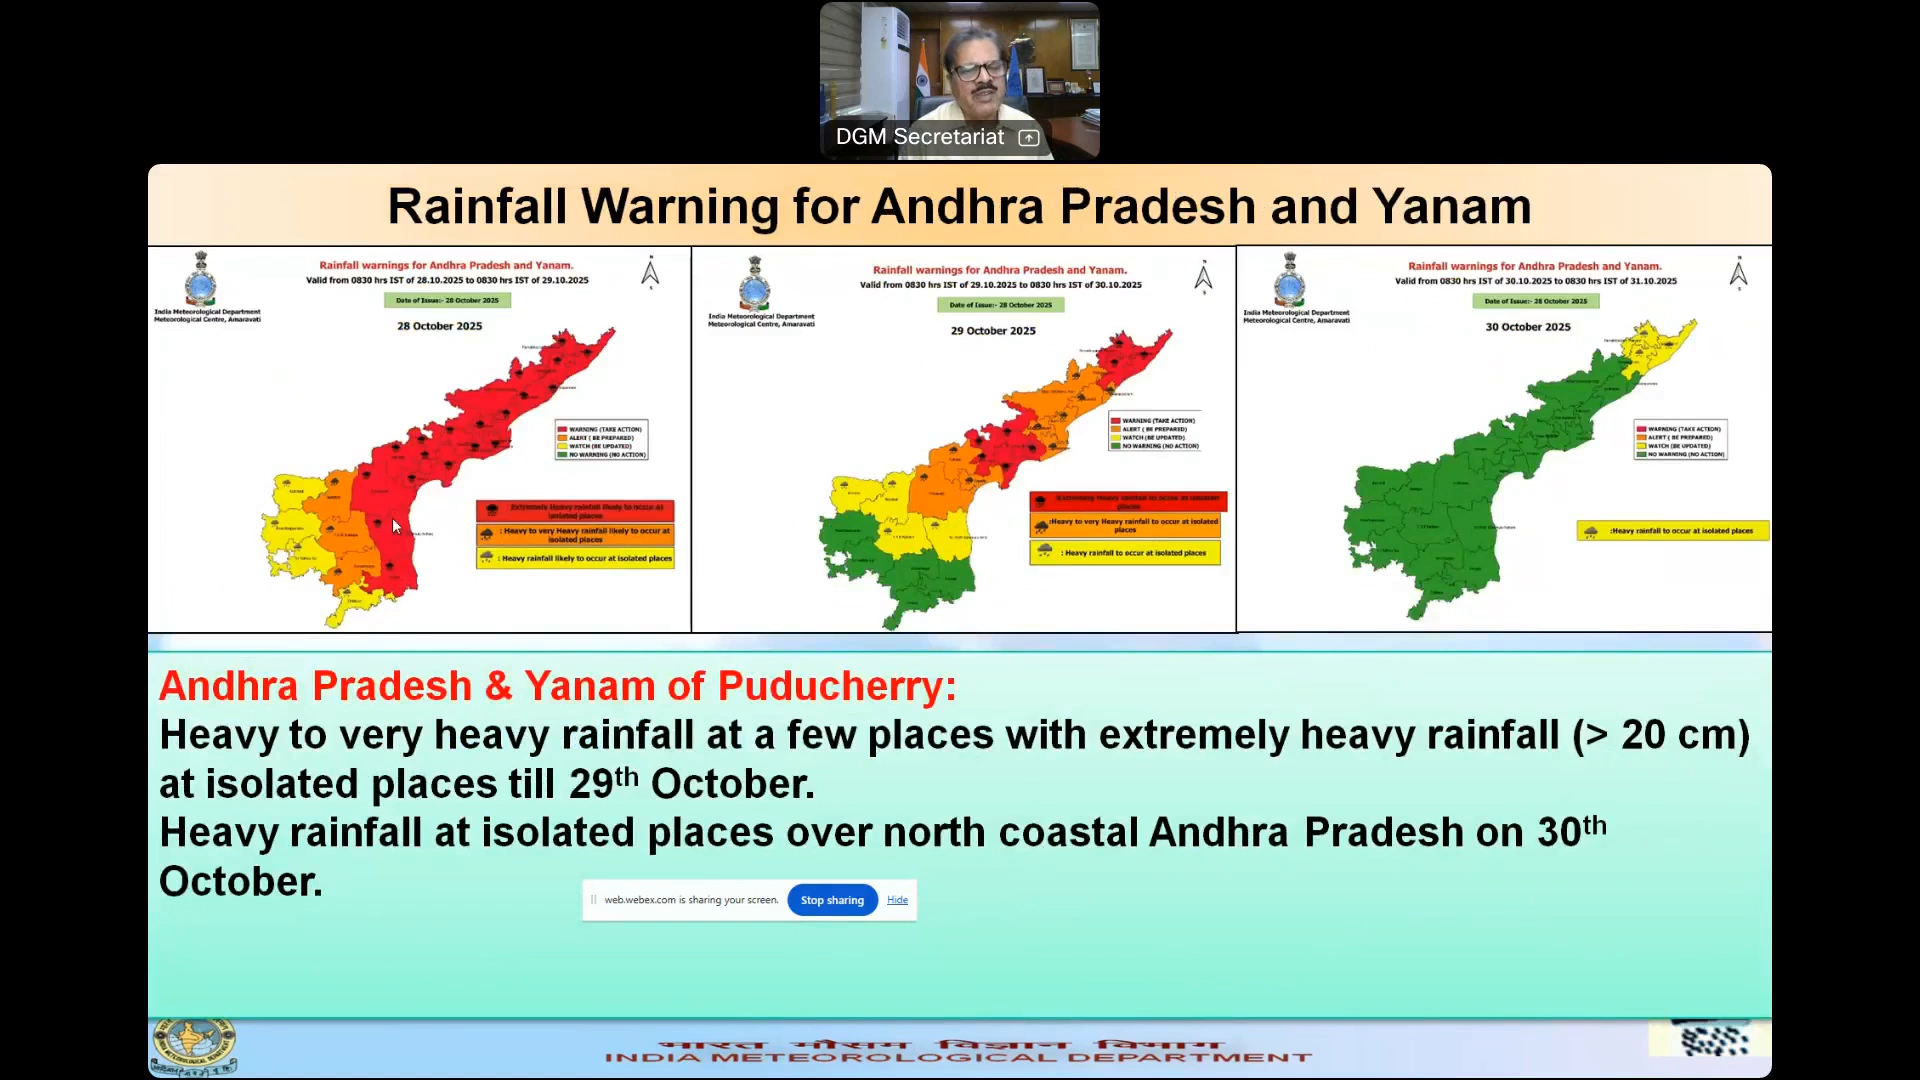 DGM Secretariat
Rainfall Warning for Andhra Pradesh and Yanam
India Meteorological Department
Meteorological Centre, Amaravati
Rainfall warnings for Andhra Pradesh and Yanam.
Valid from 0830 hrs IST of 28.10.2025 to 0830 hrs IST of 29.10.2025
Date of Issue:- 28 October 2025
28 October 2025
N
S
WARNING (TAKE ACTION)
ALERT ( BE PREPARED)
WATCH (BE UPDATED)
NO WARNING (NO ACTION)
Extremely Heavy rainfall likely to occur at
isolated places
: Heavy to very Heavy rainfall likely to occur at
isolated places
: Heavy rainfall likely to occur at isolated places
India Meteorological Department
Meteorological Centre, Amaravati
Rainfall warnings for Andhra Pradesh and Yanam.
Valid from 0830 hrs IST of 29.10.2025 to 0830 hrs IST of 30.10.2025
Date of Issue:- 28 October 2025
29 October 2025
N
S
WARNING (TAKE ACTION)
ALERT ( BE PREPARED)
WATCH (BE UPDATED)
NO WARNING (NO ACTION)
:Extremely Heavy rainfall to occur at isolated
places
:Heavy to very Heavy rainfall to occur at isolated
places
: Heavy rainfall to occur at isolated places
India Meteorological Department
Meteorological Centre, Amaravati
Rainfall warnings for Andhra Pradesh and Yanam.
Valid from 0830 hrs IST of 30.10.2025 to 0830 hrs IST of 31.10.2025
Date of Issue:- 28 October 2025
30 October 2025
N
S
WARNING (TAKE ACTION)
ALERT ( BE PREPARED)
WATCH (BE UPDATED)
NO WARNING (NO ACTION)
:Heavy rainfall to occur at isolated places
Andhra Pradesh & Yanam of Puducherry:
Heavy to very heavy rainfall at a few places with extremely heavy rainfall (> 20 cm)
at isolated places till 29th October.
Heavy rainfall at isolated places over north coastal Andhra Pradesh on 30th
October.
web.webex.com is sharing your screen.
Stop sharing
Hide
भारत मौसम विज्ञान विभाग
INDIA METEOROLOGICAL DEPARTMENT